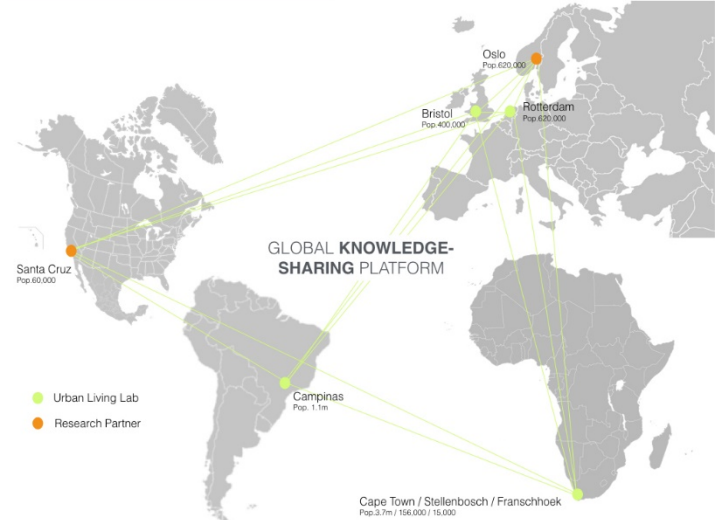 Oslo
Pop.620,000
Bristol
Pop.400,000
Rotterdam
Pop.620,000
GLOBAL KNOWLEDGE-
SHARING PLATFORM
Santa Cruz
Pop.60,000
Campinas
Pop. 1.1m
Urban Living Lab
Research Partner
Cape Town / Stellenbosch / Franschhoek
Pop.3.7m / 156,000 / 15,000